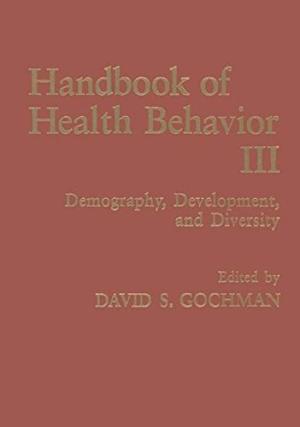 Handbook of
Health Behavior
III
Demography, Development,
and Diversity
Edited by
DAVID S. GOCHMAN